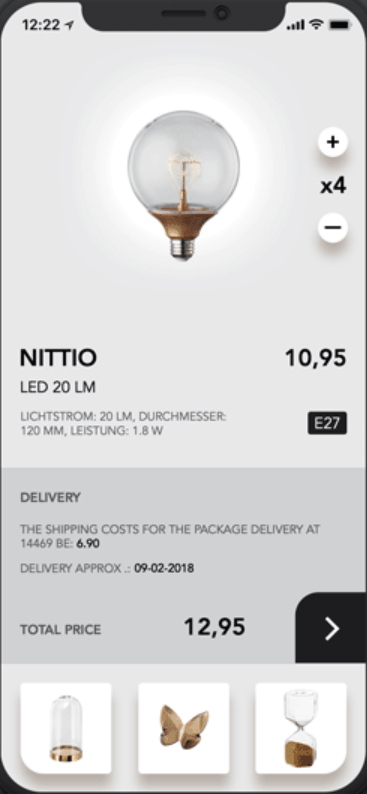 12:22
+
x4
−
NITTIO
10,95
LED 20 LM
LICHTSTROM: 20 LM, DURCHMESSER:
120 MM, LEISTUNG: 1.8 W
E27
DELIVERY
THE SHIPPING COSTS FOR THE PACKAGE DELIVERY AT
14469 BE: 6.90
DELIVERY APPROX .: 09-02-2018
TOTAL PRICE
12,95